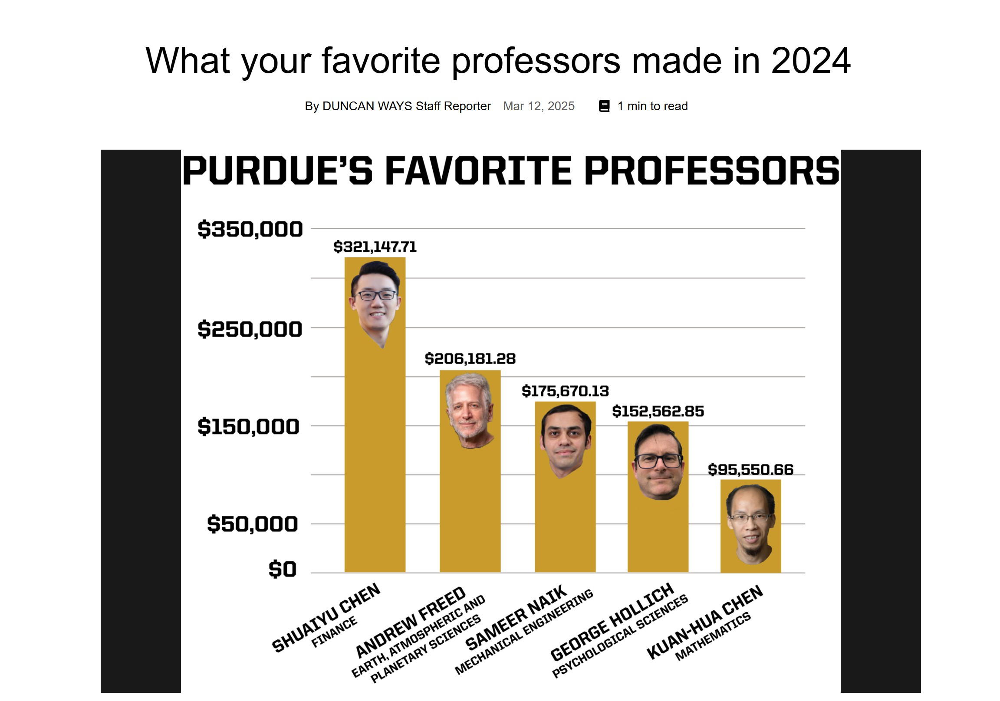 What your favorite professors made in 2024
By DUNCAN WAYS Staff Reporter Mar 12, 2025 1 min to read
PURDUE'S FAVORITE PROFESSORS
$350,000
$321,147.71
$250,000
$206,181.28
$175,670.13
$152,562.85
$150,000
$95,550.66
$50,000
$0
SHUAIYU CHEN
FINANCE
ANDREW FREED
EARTH, ATMOSPHERIC AND
PLANETARY SCIENCES
SAMEER NAIK
MECHANICAL ENGINEERING
GEORGE HOLLICH
PSYCHOLOGICAL SCIENCES
KUAN-HUA CHEN
MATHEMATICS